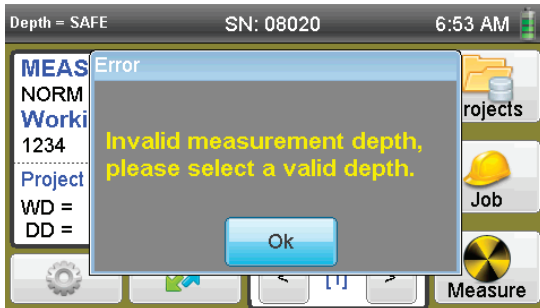 Depth = SAFE SN: 08020 6:53 AM
Error
MEAS
NORM
Worki
1234
Project
WD =
DD =
Invalid measurement depth,
please select a valid depth.
Ok
rojects
Job
< [1] >
Measure